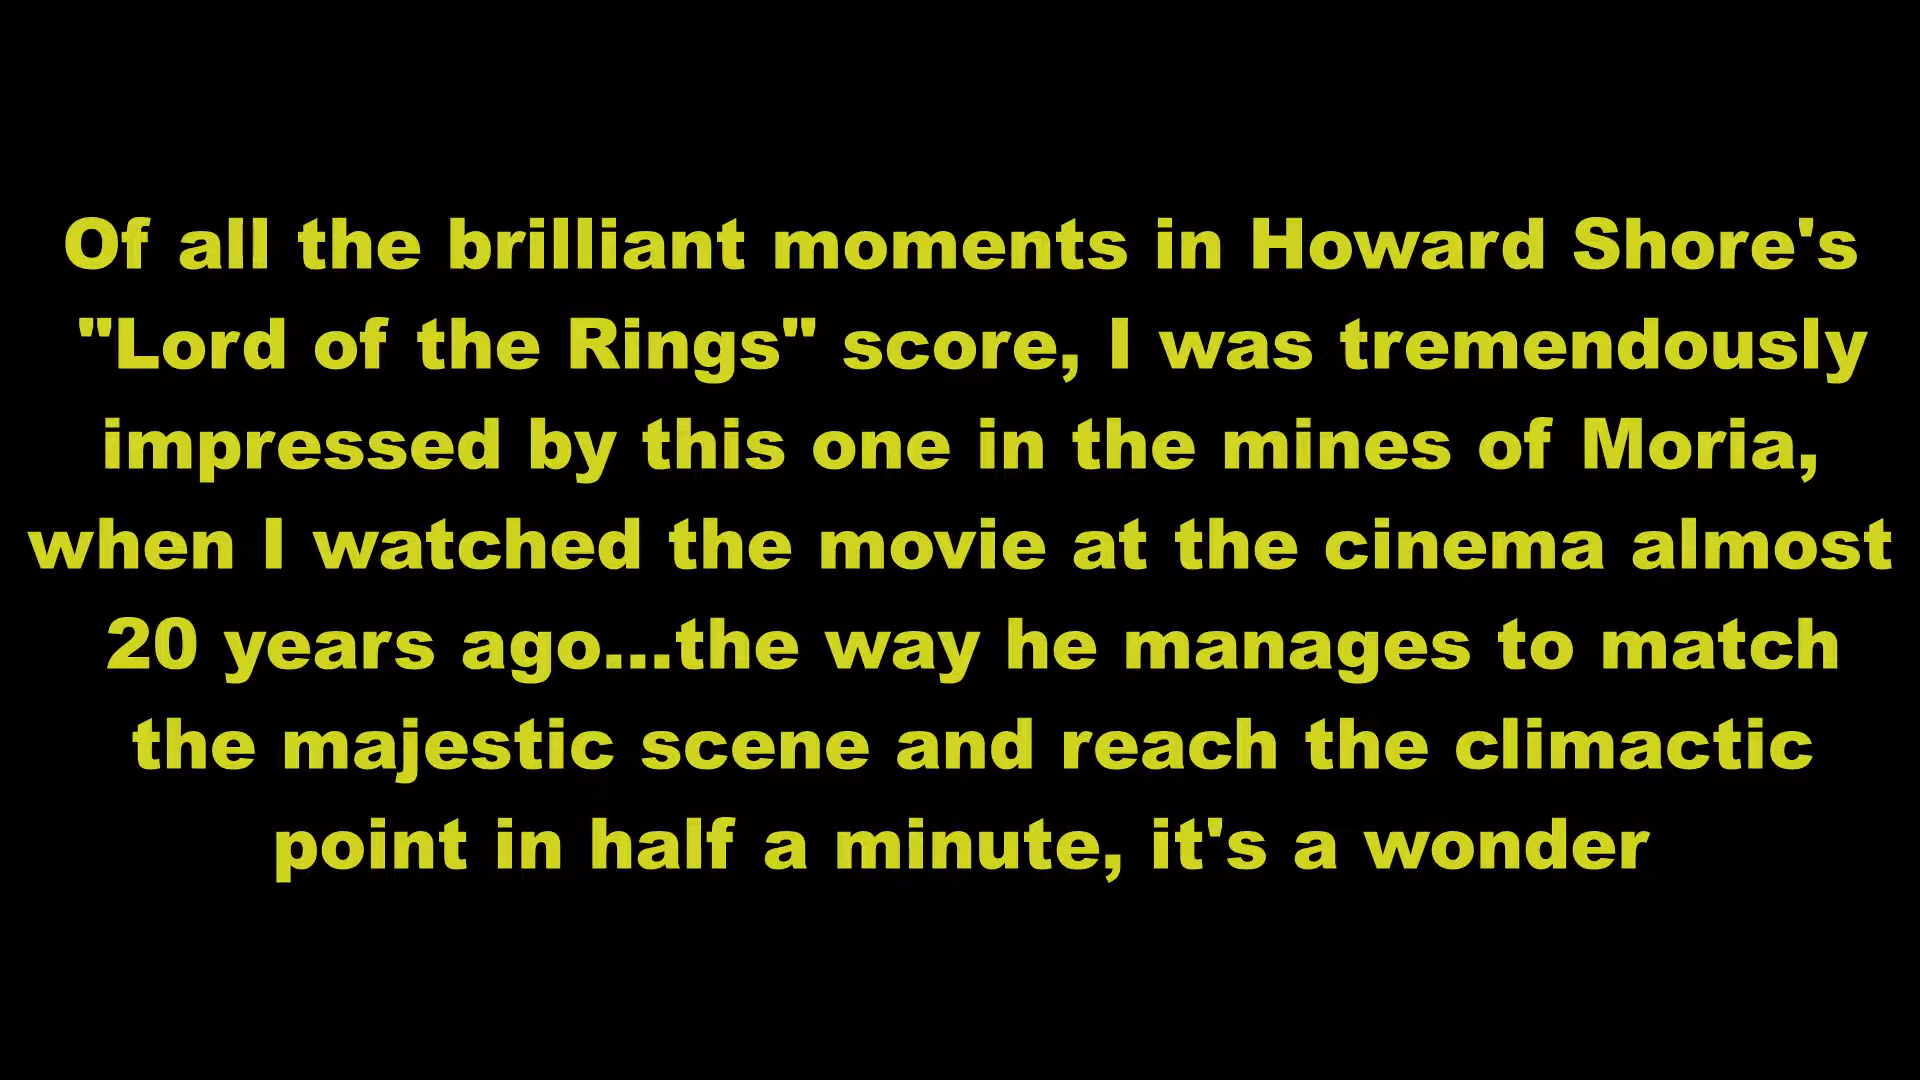 Of all the brilliant moments in Howard Shore's
"Lord of the Rings" score, I was tremendously
impressed by this one in the mines of Moria,
when I watched the movie at the cinema almost
20 years ago...the way he manages to match
the majestic scene and reach the climactic
point in half a minute, it's a wonder